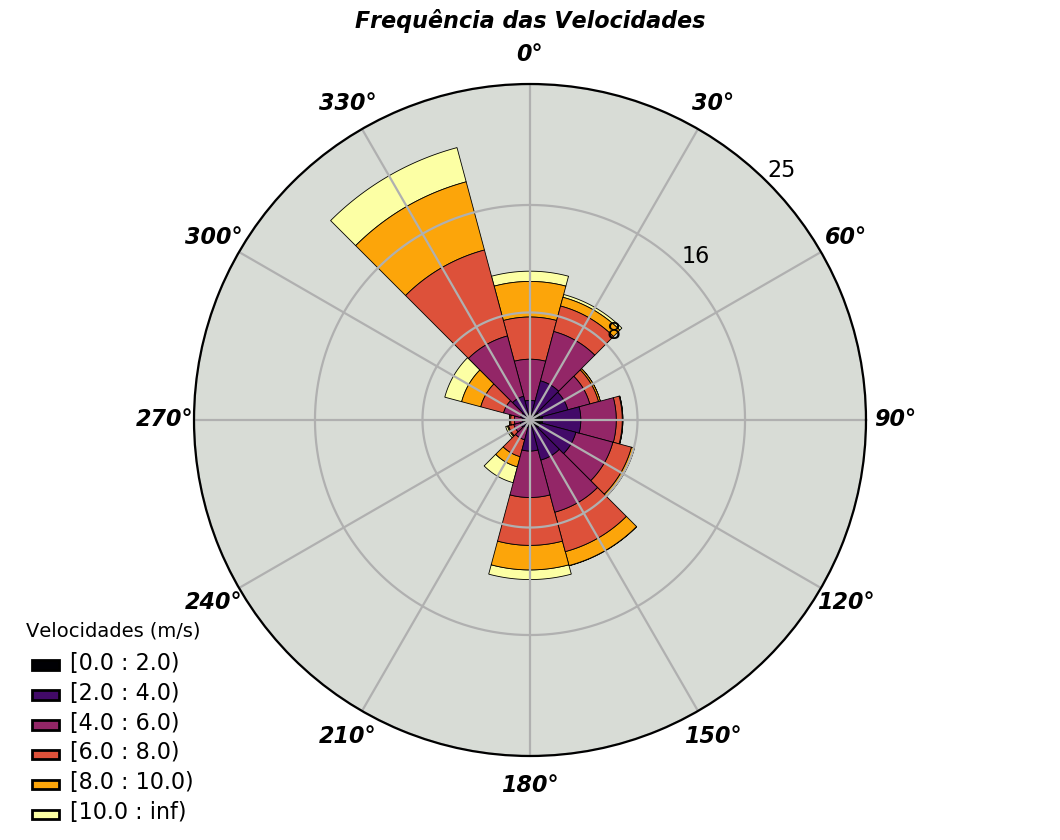 Frequência das Velocidades
0°
330°
30°
25
300°
60°
16
8
270°
90°
240°
120°
210°
150°
180°
Velocidades (m/s)
[0.0 : 2.0)
[2.0 : 4.0)
[4.0 : 6.0)
[6.0 : 8.0)
[8.0 : 10.0)
[10.0 : inf)